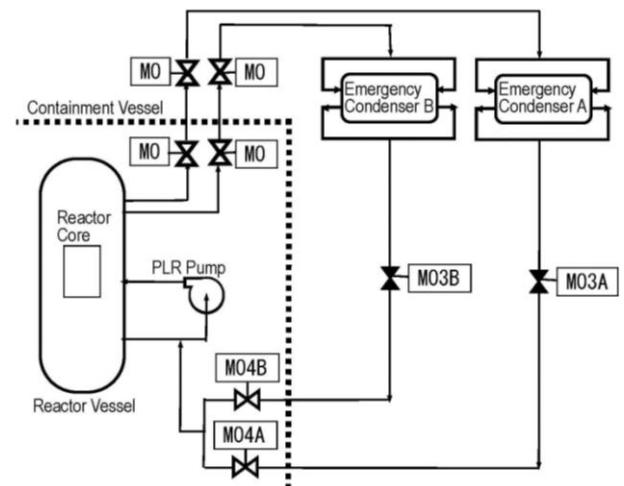 MO
MO
Emergency
Condenser B
Emergency
Condenser A
Containment Vessel
MO
MO
Reactor
Core
PLR Pump
MO3B
MO3A
MO4B
Reactor Vessel
MO4A